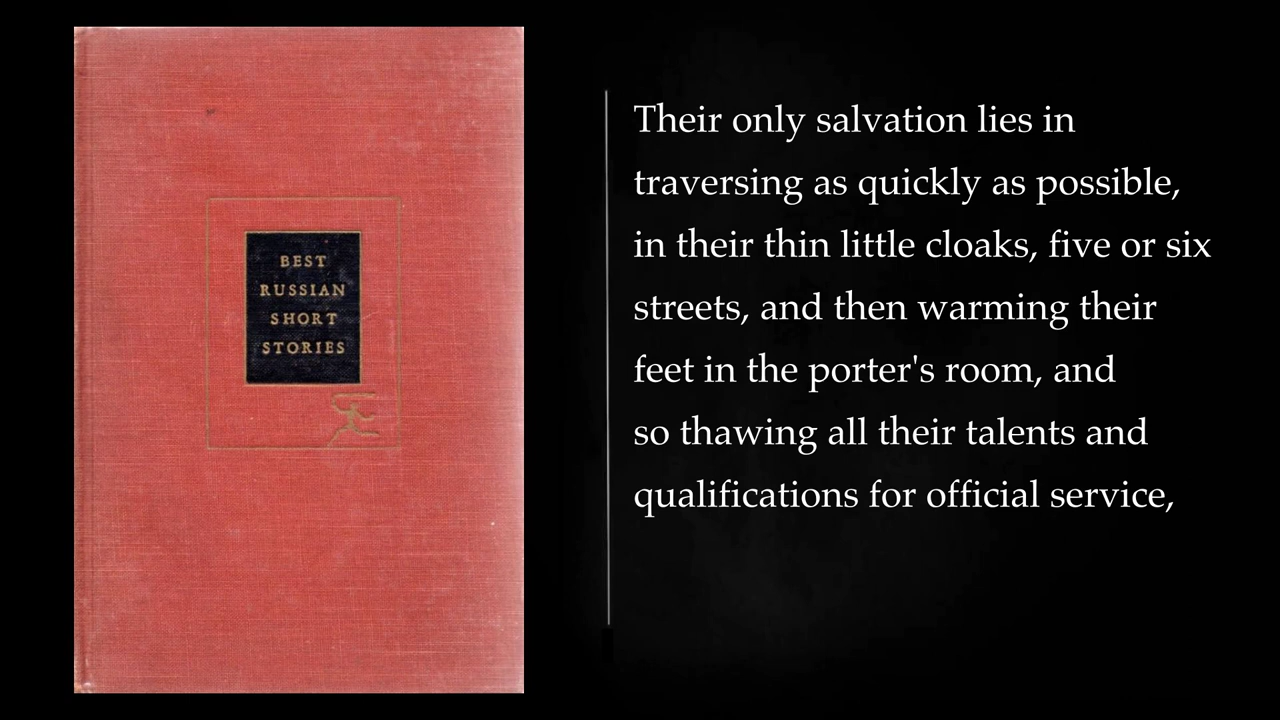 BEST
RUSSIAN
SHORT
STORIES
Their only salvation lies in
traversing as quickly as possible,
in their thin little cloaks, five or six
streets, and then warming their
feet in the porter's room, and
so thawing all their talents and
qualifications for official service,